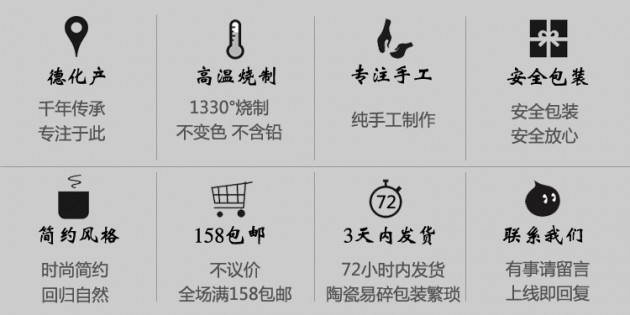 德化产
千年传承
专注于此
高温烧制
1330°烧制
不变色 不含铅
专注手工
纯手工制作
安全包装
安全包装
安全放心
简约风格
时尚简约
回归自然
158包邮
不议价
全场满158包邮
72
3天内发货
72小时内发货
陶瓷易碎包装繁琐
联系我们
有事请留言
上线即回复